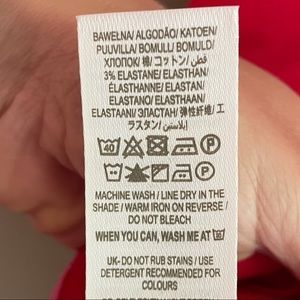 BAWEŁNA/ ALGODÃO/ KATOEN/
PUUVILLA/ BOMULL/ BOMULD/
ХЛОПОК/ 棉/ コットン/ قطن/
3% ELASTANE/ ELASTHAN/
ÉLASTHANNE/ ELASTAN/
ELASTANO/ ELASTHAAN/
ELASTAANI/ ЭЛАСТАН/ 弹性纤维/ エ
ラスタン/ إيلاستين/
40
MACHINE WASH / LINE DRY IN THE
SHADE / WARM IRON ON REVERSE /
DO NOT BLEACH
WHEN YOU CAN, WASH ME AT 30
UK- DO NOT RUB STAINS / USE
DETERGENT RECOMMENDED FOR
COLOURS